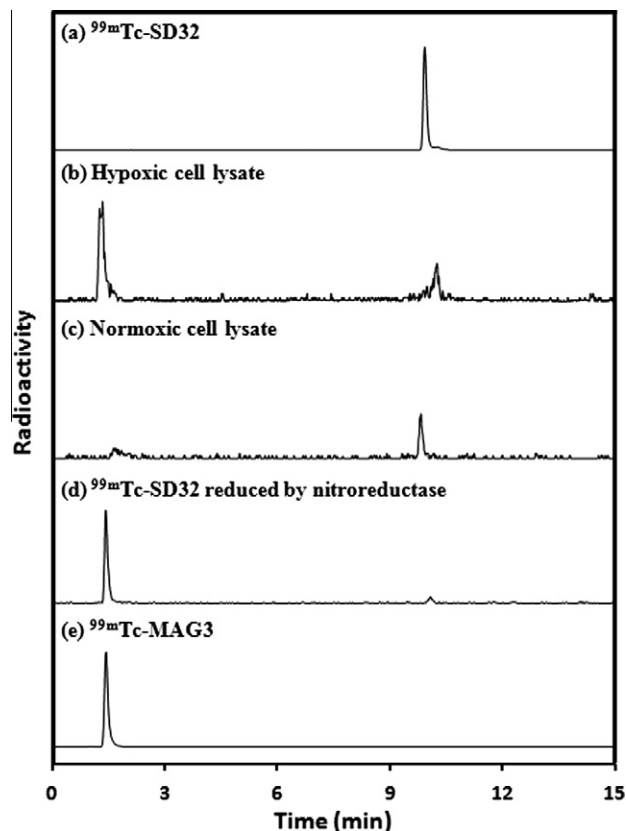 (a) ⁹⁹ᵐTc-SD32
(b) Hypoxic cell lysate
(c) Normoxic cell lysate
(d) ⁹⁹ᵐTc-SD32 reduced by nitroreductase
(e) ⁹⁹ᵐTc-MAG3
Radioactivity
0 3 6 9 12 15
Time (min)